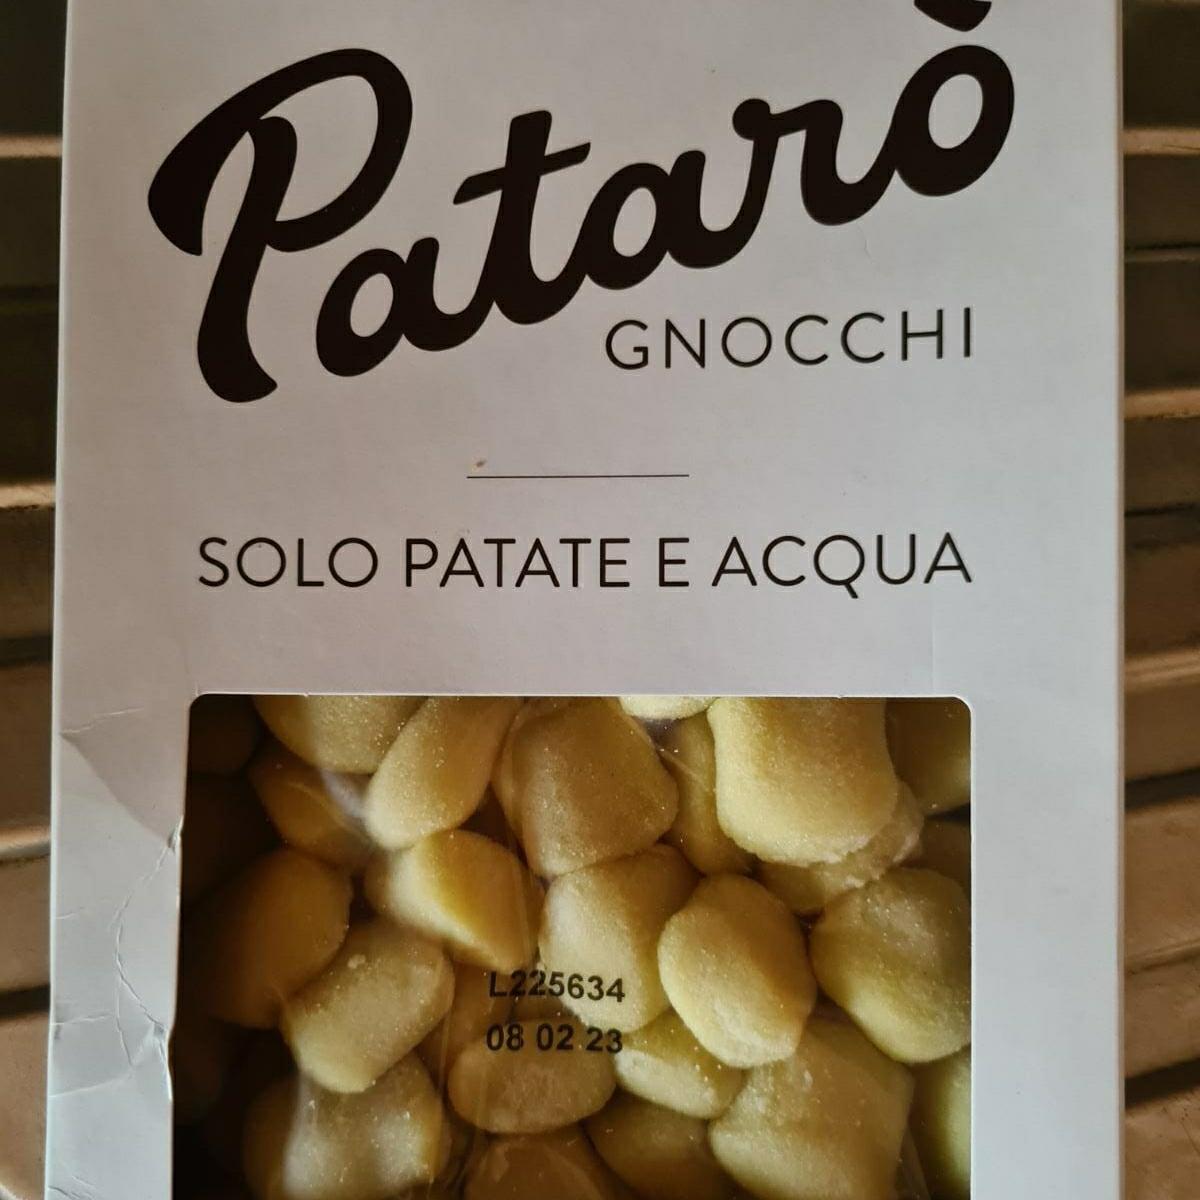 Patarò
GNOCCHI
SOLO PATATE E ACQUA
L225634
08 02 23